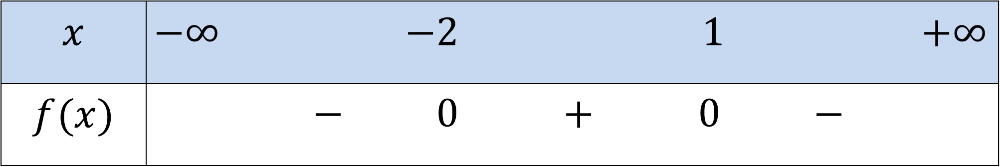 x −∞ −2 1 +∞
f(x) − 0 + 0 −